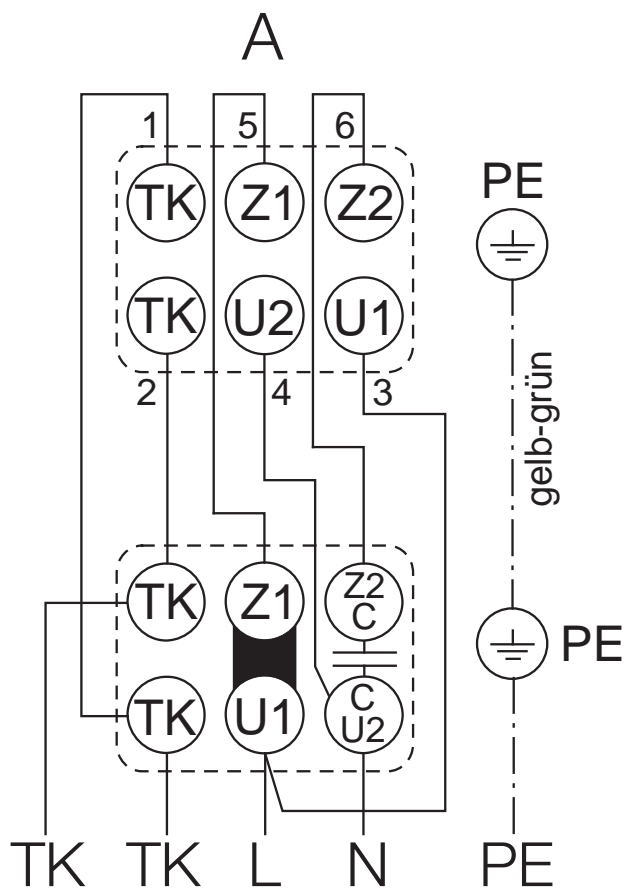 A
1 5 6
TK Z1 Z2 PE
TK U2 U1
2 4 3
gelb-grün
TK Z1 Z2
C
PE
TK U1 C
U2
TK TK L N PE